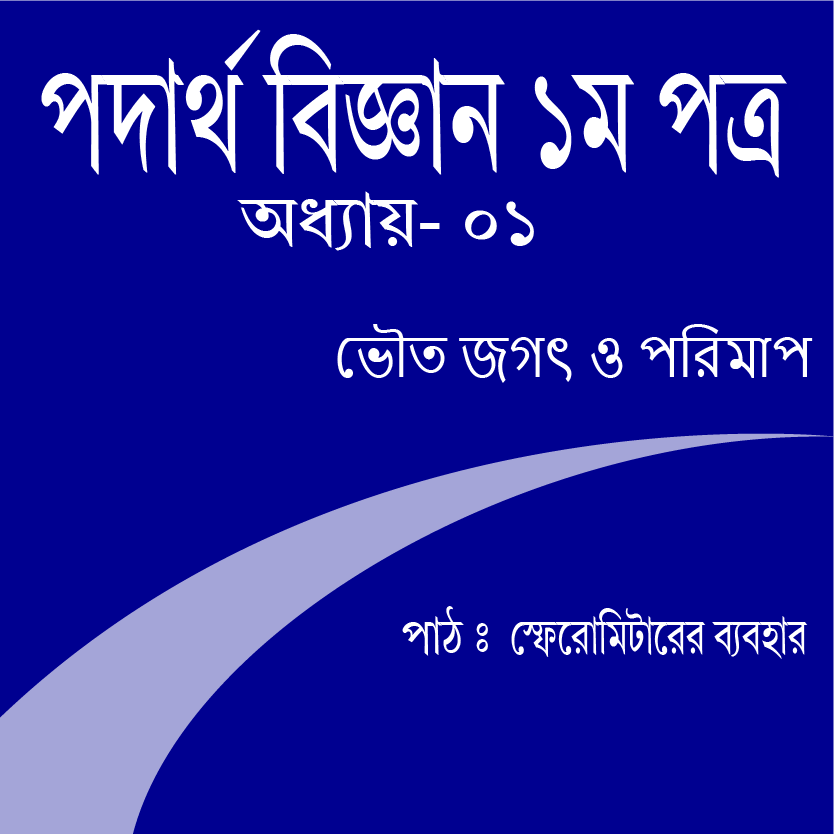 পদার্থ বিজ্ঞান ১ম পত্র
অধ্যায়- ০১
ভৌত জগৎ ও পরিমাপ
পাঠ ঃ স্ফেরোমিটারের ব্যবহার